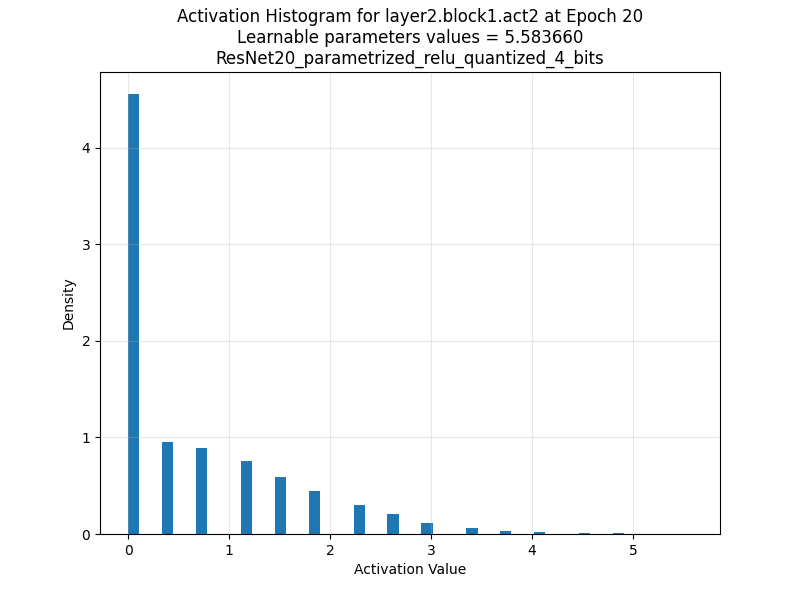 Activation Histogram for layer2.block1.act2 at Epoch 20
Learnable parameters values = 5.583660
ResNet20_parametrized_relu_quantized_4_bits
4
3
2
1
0
Density
0 1 2 3 4 5
Activation Value